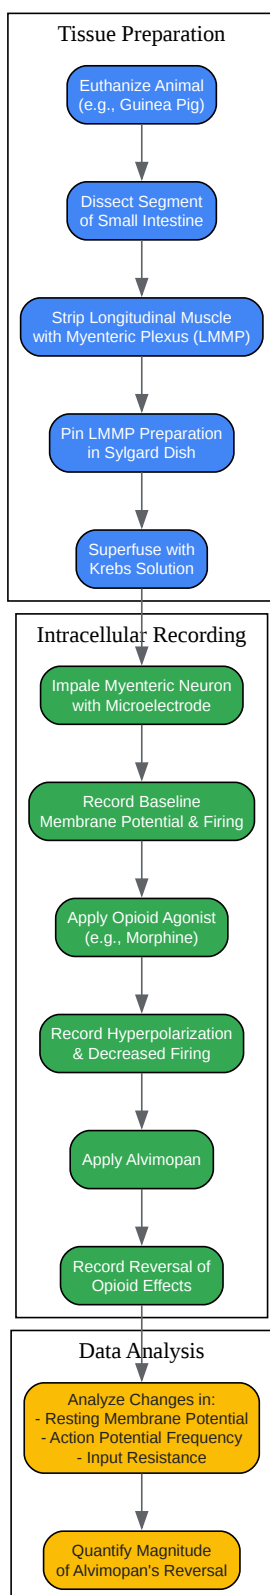 Tissue Preparation
Euthanize Animal
(e.g., Guinea Pig)
Dissect Segment
of Small Intestine
Strip Longitudinal Muscle
with Myenteric Plexus (LMMP)
Pin LMMP Preparation
in Sylgard Dish
Superfuse with
Krebs Solution
Intracellular Recording
Impale Myenteric Neuron
with Microelectrode
Record Baseline
Membrane Potential & Firing
Apply Opioid Agonist
(e.g., Morphine)
Record Hyperpolarization
& Decreased Firing
Apply Alvimopan
Record Reversal of
Opioid Effects
Data Analysis
Analyze Changes in:
- Resting Membrane Potential
- Action Potential Frequency
- Input Resistance
Quantify Magnitude
of Alvimopan's Reversal